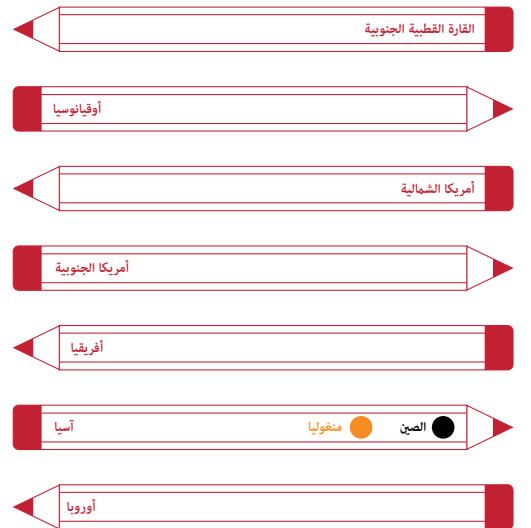 القارة القطبية الجنوبية
أوقيانوسيا
أمريكا الشمالية
أمريكا الجنوبية
أفريقيا
الصين منغوليا آسيا
أوروبا